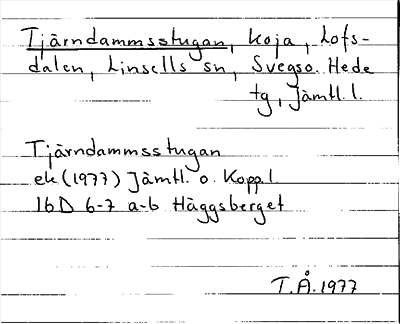 Tjärndammsstugan, koja, Lofs-
dalen, Linsells sn, Svegso. Hede
tg, Jämtl. l.
Tjärndammsstugan
ek (1977) Jämtl. o. Kopp. l.
16D 6-7 a-b Häggsberget
T.Å. 1977